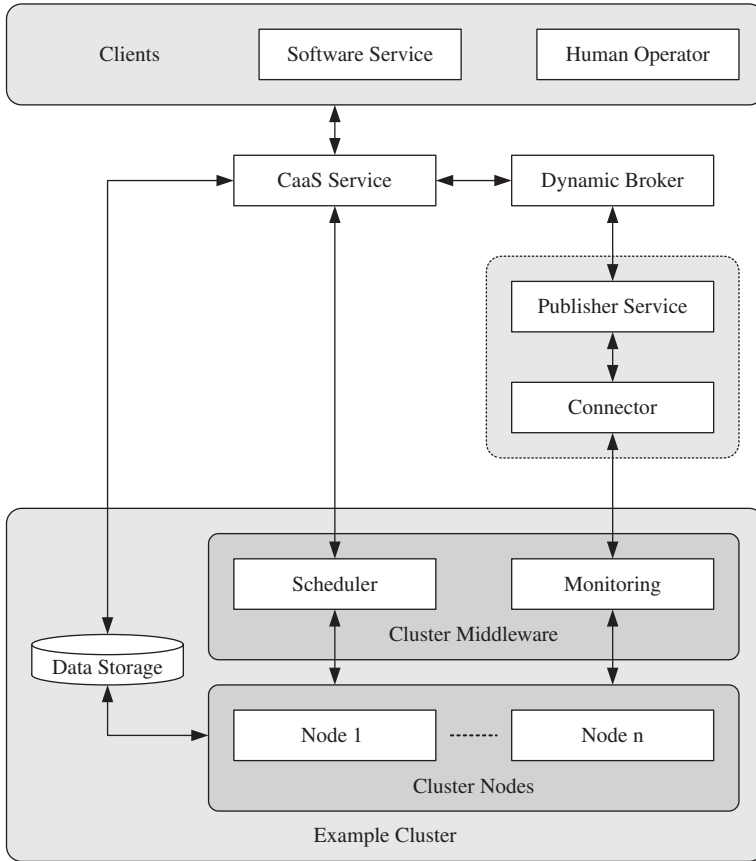 Clients
Software Service
Human Operator
CaaS Service
Dynamic Broker
Publisher Service
Connector
Scheduler
Monitoring
Cluster Middleware
Data Storage
Node 1
Node n
Cluster Nodes
Example Cluster